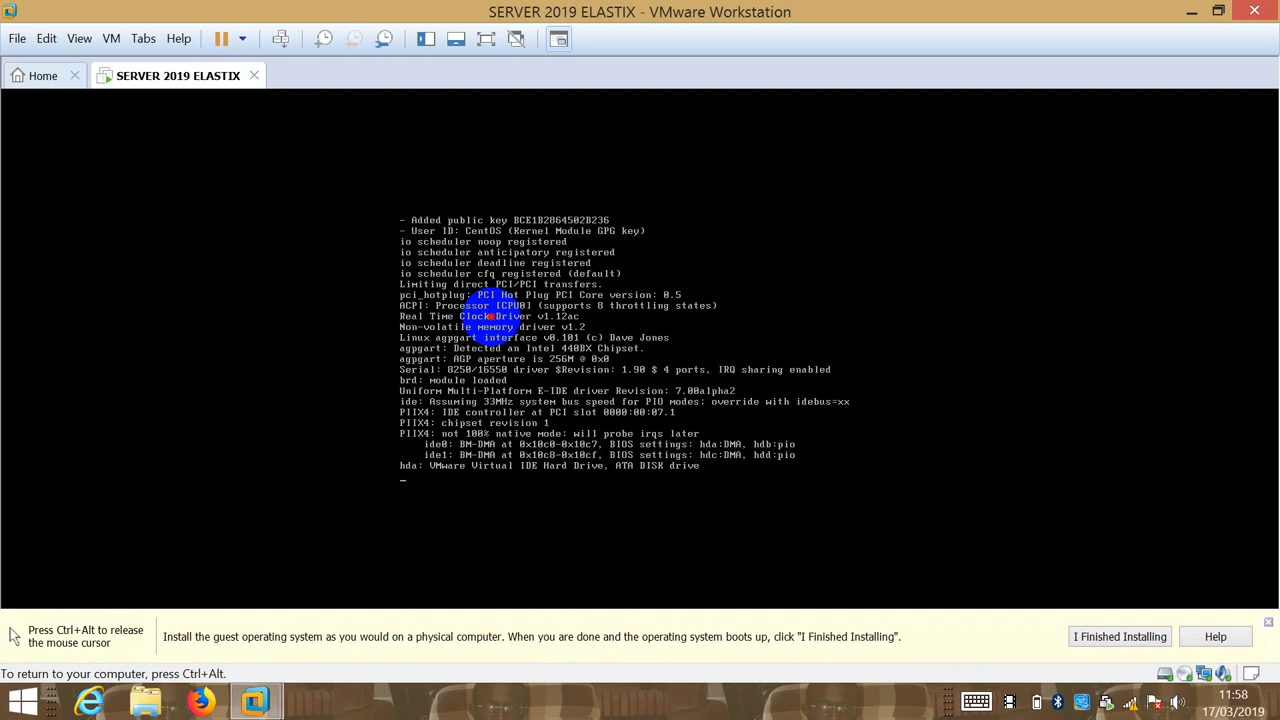 SERVER 2019 ELASTIX - VMware Workstation
File Edit View VM Tabs Help
Home SERVER 2019 ELASTIX
- Added public key BCE1B2864502B236
- User ID: CentOS (Kernel Module GPG key)
io scheduler noop registered
io scheduler anticipatory registered
io scheduler deadline registered
io scheduler cfq registered (default)
Limiting direct PCI/PCI transfers.
pci_hotplug: PCI Hot Plug PCI Core version: 0.5
ACPI: Processor [CPU0] (supports 8 throttling states)
Real Time Clock Driver v1.12ac
Non-volatile memory driver v1.2
Linux agpgart interface v0.101 (c) Dave Jones
agpgart: Detected an Intel 440BX Chipset.
agpgart: AGP aperture is 256M @ 0x0
Serial: 8250/16550 driver $Revision: 1.90 $ 4 ports, IRQ sharing enabled
brd: module loaded
Uniform Multi-Platform E-IDE driver Revision: 7.00alpha2
ide: Assuming 33MHz system bus speed for PIO modes; override with idebus=xx
PIIX4: IDE controller at PCI slot 0000:00:07.1
PIIX4: chipset revision 1
PIIX4: not 100% native mode: will probe irqs later
ide0: BM-DMA at 0x10c0-0x10c7, BIOS settings: hda:DMA, hdb:pio
ide1: BM-DMA at 0x10c8-0x10cf, BIOS settings: hdc:DMA, hdd:pio
hda: VMware Virtual IDE Hard Drive, ATA DISK drive
Press Ctrl+Alt to release
the mouse cursor
Install the guest operating system as you would on a physical computer. When you are done and the operating system boots up, click "I Finished Installing".
I Finished Installing Help
To return to your computer, press Ctrl+Alt.
11:58
17/03/2019